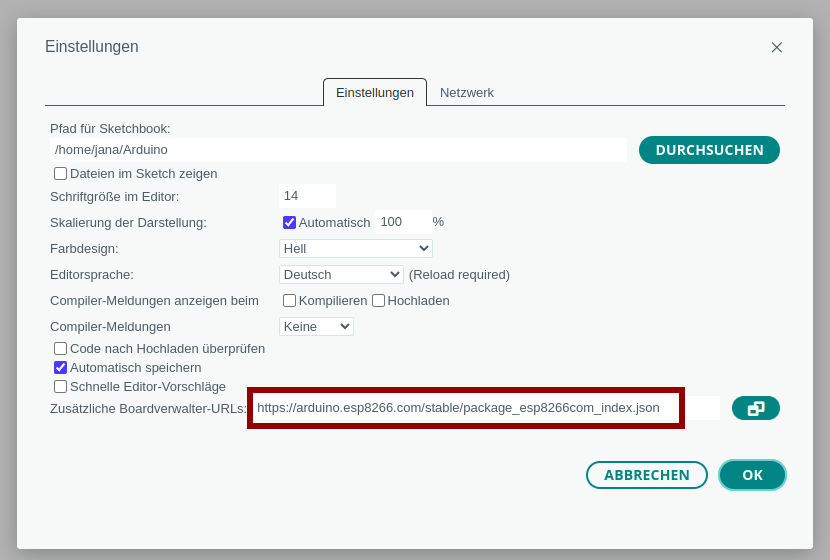 Einstellungen
Einstellungen Netzwerk
Pfad für Sketchbook:
/home/jana/Arduino DURCHSUCHEN
Dateien im Sketch zeigen
Schriftgröße im Editor: 14
Skalierung der Darstellung: Automatisch 100 %
Farbdesign: Hell
Editorsprache: Deutsch (Reload required)
Compiler-Meldungen anzeigen beim Kompilieren Hochladen
Compiler-Meldungen Keine
Code nach Hochladen überprüfen
Automatisch speichern
Schnelle Editor-Vorschläge
Zusätzliche Boardverwalter-URLs: https://arduino.esp8266.com/stable/package_esp8266com_index.json
ABBRECHEN OK